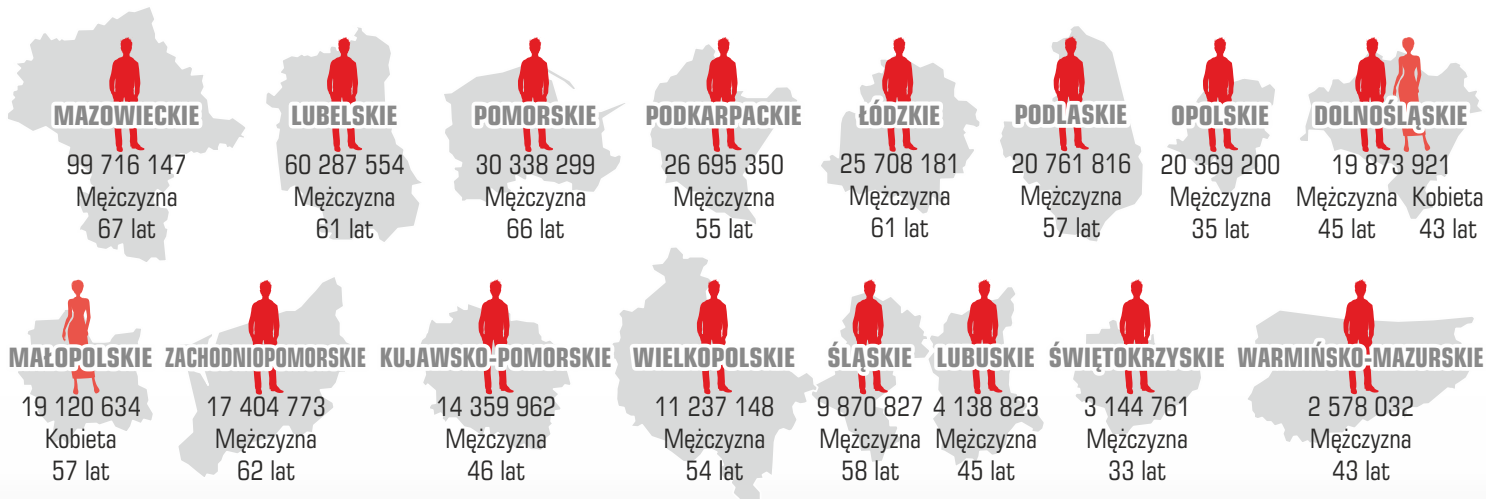 MAZOWIECKIE
99 716 147
Mężczyzna
67 lat
LUBELSKIE
60 287 554
Mężczyzna
61 lat
POMORSKIE
30 338 299
Mężczyzna
66 lat
PODKARPACKIE
26 695 350
Mężczyzna
55 lat
ŁÓDZKIE
25 708 181
Mężczyzna
61 lat
PODLASKIE
20 761 816
Mężczyzna
57 lat
OPOLSKIE
20 369 200
Mężczyzna
35 lat
DOLNOŚLĄSKIE
19 873 921
Mężczyzna Kobieta
45 lat 43 lat
MAŁOPOLSKIE
19 120 634
Kobieta
57 lat
ZACHODNIOPOMORSKIE
17 404 773
Mężczyzna
62 lat
KUJAWSKO-POMORSKIE
14 359 962
Mężczyzna
46 lat
WIELKOPOLSKIE
11 237 148
Mężczyzna
54 lat
ŚLĄSKIE
9 870 827
Mężczyzna
58 lat
LUBUSKIE
4 138 823
Mężczyzna
45 lat
ŚWIĘTOKRZYSKIE
3 144 761
Mężczyzna
33 lat
WARMIŃSKO-MAZURSKIE
2 578 032
Mężczyzna
43 lat